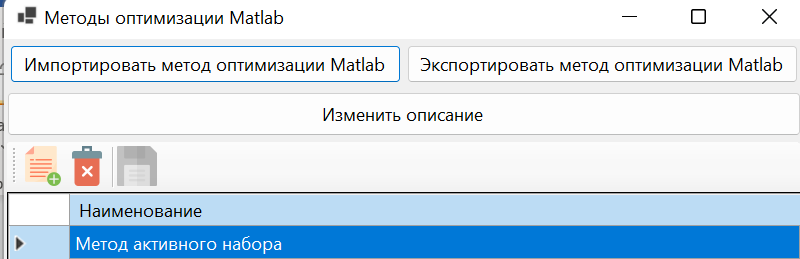 Методы оптимизации Matlab
Импортировать метод оптимизации Matlab
Экспортировать метод оптимизации Matlab
Изменить описание
Наименование
Метод активного набора